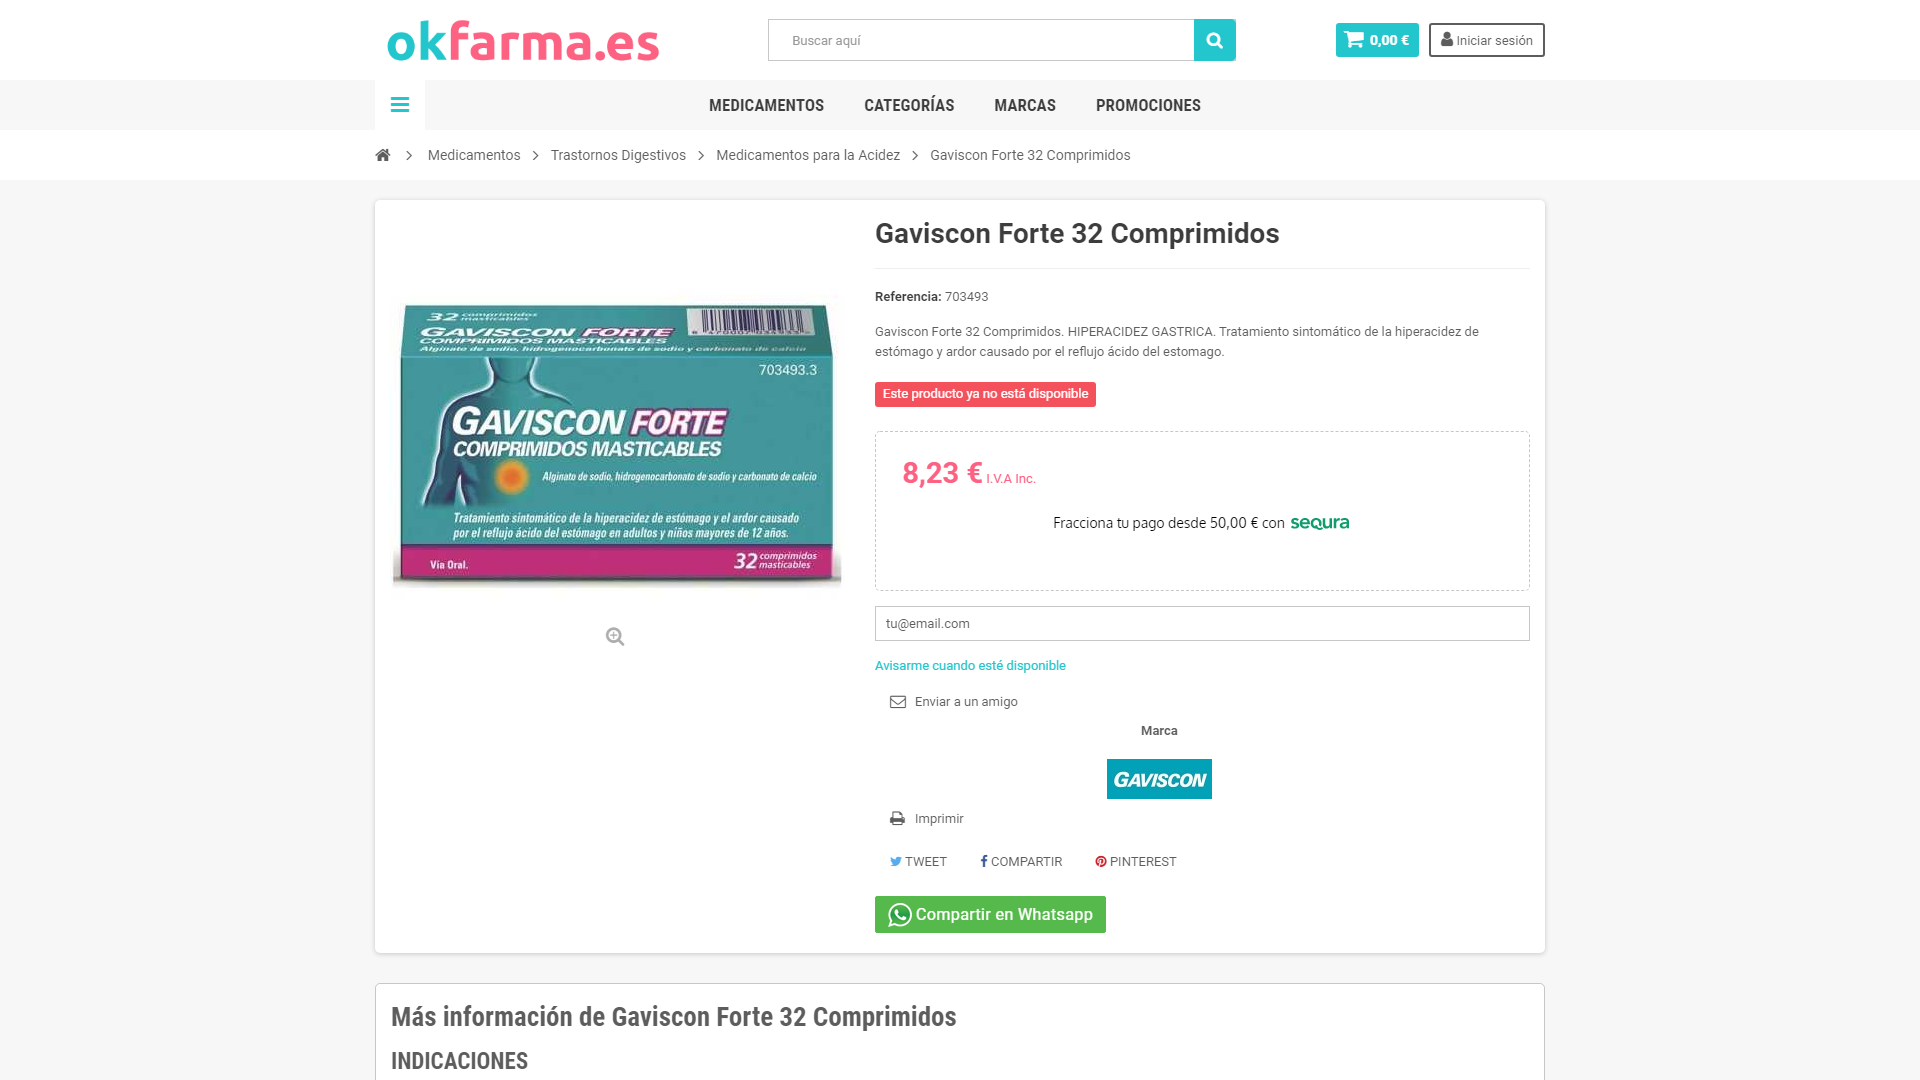 okfarma.es
Buscar aquí
0,00 €
Iniciar sesión
MEDICAMENTOS
CATEGORÍAS
MARCAS
PROMOCIONES
Medicamentos
Trastornos Digestivos
Medicamentos para la Acidez
Gaviscon Forte 32 Comprimidos
32 comprimidos masticables
GAVISCON FORTE
COMPRIMIDOS MASTICABLES
Alginato de sodio, hidrogenocarbonato de sodio y carbonato de calcio
703493.3
GAVISCON FORTE
COMPRIMIDOS MASTICABLES
Alginato de sodio, hidrogenocarbonato de sodio y carbonato de calcio
Tratamiento sintomático de la hiperacidez de estómago y el ardor causado
por el reflujo ácido del estómago en adultos y niños mayores de 12 años.
Vía Oral.
32 comprimidos masticables
Gaviscon Forte 32 Comprimidos
Referencia: 703493
Gaviscon Forte 32 Comprimidos. HIPERACIDEZ GASTRICA. Tratamiento sintomático de la hiperacidez de
estómago y ardor causado por el reflujo ácido del estomago.
Este producto ya no está disponible
8,23 € I.V.A Inc.
Fracciona tu pago desde 50,00 € con seQura
tu@email.com
Avisarme cuando esté disponible
Enviar a un amigo
Marca
GAVISCON
Imprimir
TWEET
COMPARTIR
PINTEREST
Compartir en Whatsapp
Más información de Gaviscon Forte 32 Comprimidos
INDICACIONES